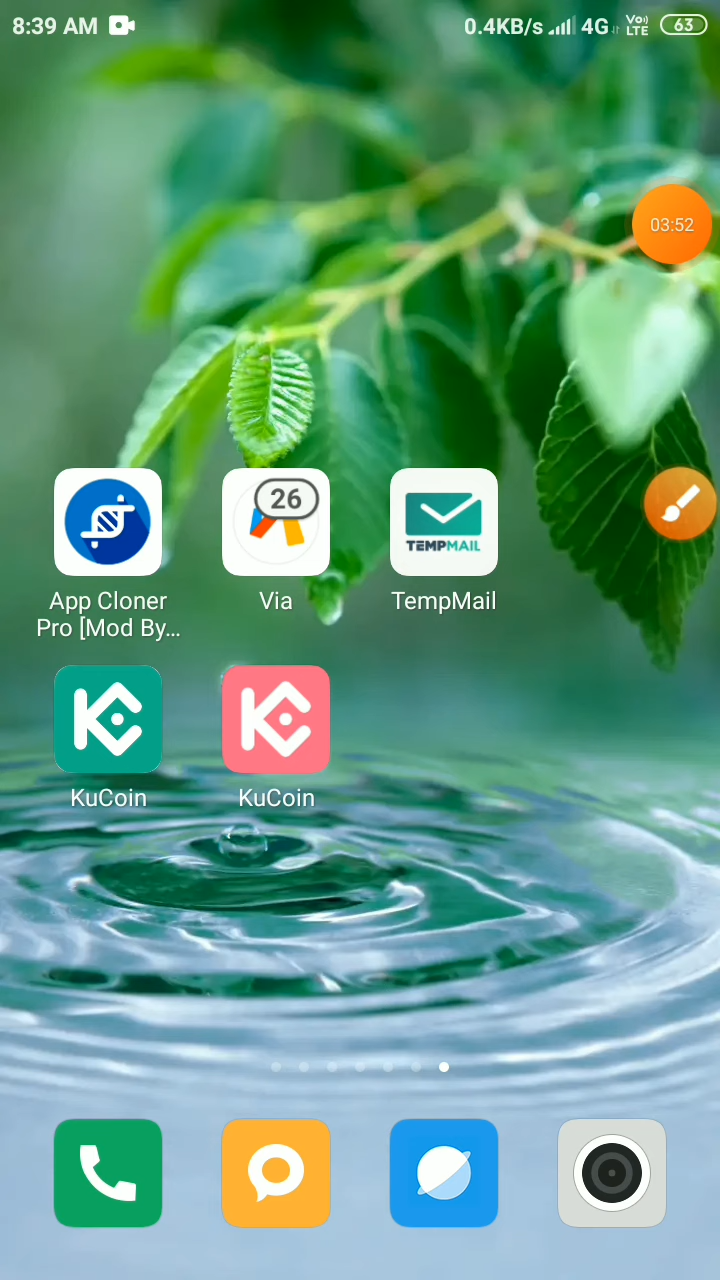 8:39 AM
0.4KB/s 4G Vo) LTE 63
03:52
26
TEMPMAIL
App Cloner Pro [Mod By...
Via
TempMail
KuCoin
KuCoin